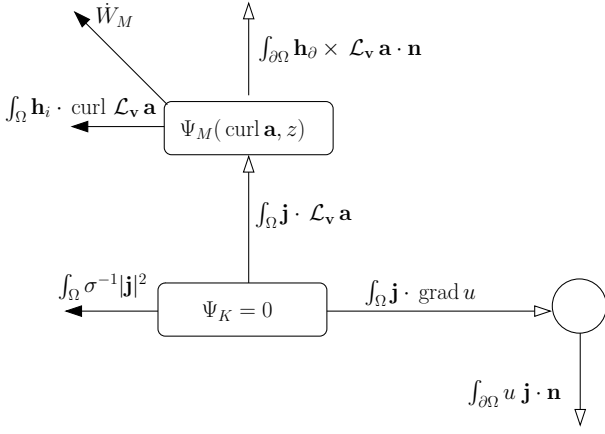 Ẇ_M
∫_{∂Ω} 𝐡_∂ × ℒ_𝐯 𝐚 · 𝐧
∫_Ω 𝐡_i · curl ℒ_𝐯 𝐚
Ψ_M( curl 𝐚, z)
∫_Ω 𝐣 · ℒ_𝐯 𝐚
∫_Ω σ^{-1}|𝐣|^2
Ψ_K = 0
∫_Ω 𝐣 · grad u
∫_{∂Ω} u 𝐣 · 𝐧